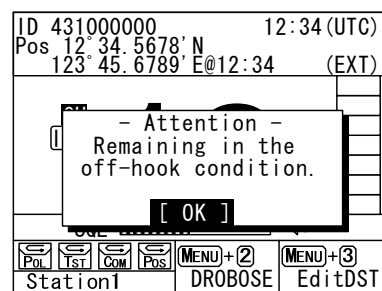 ID 431000000 12:34(UTC)
Pos 12°34.5678'N
123°45.6789'E@12:34 (EXT)
– Attention –
Remaining in the
off-hook condition.
[ OK ]
POL TST COM POS MENU+2 MENU+3
Station1 DROBOSE EditDST